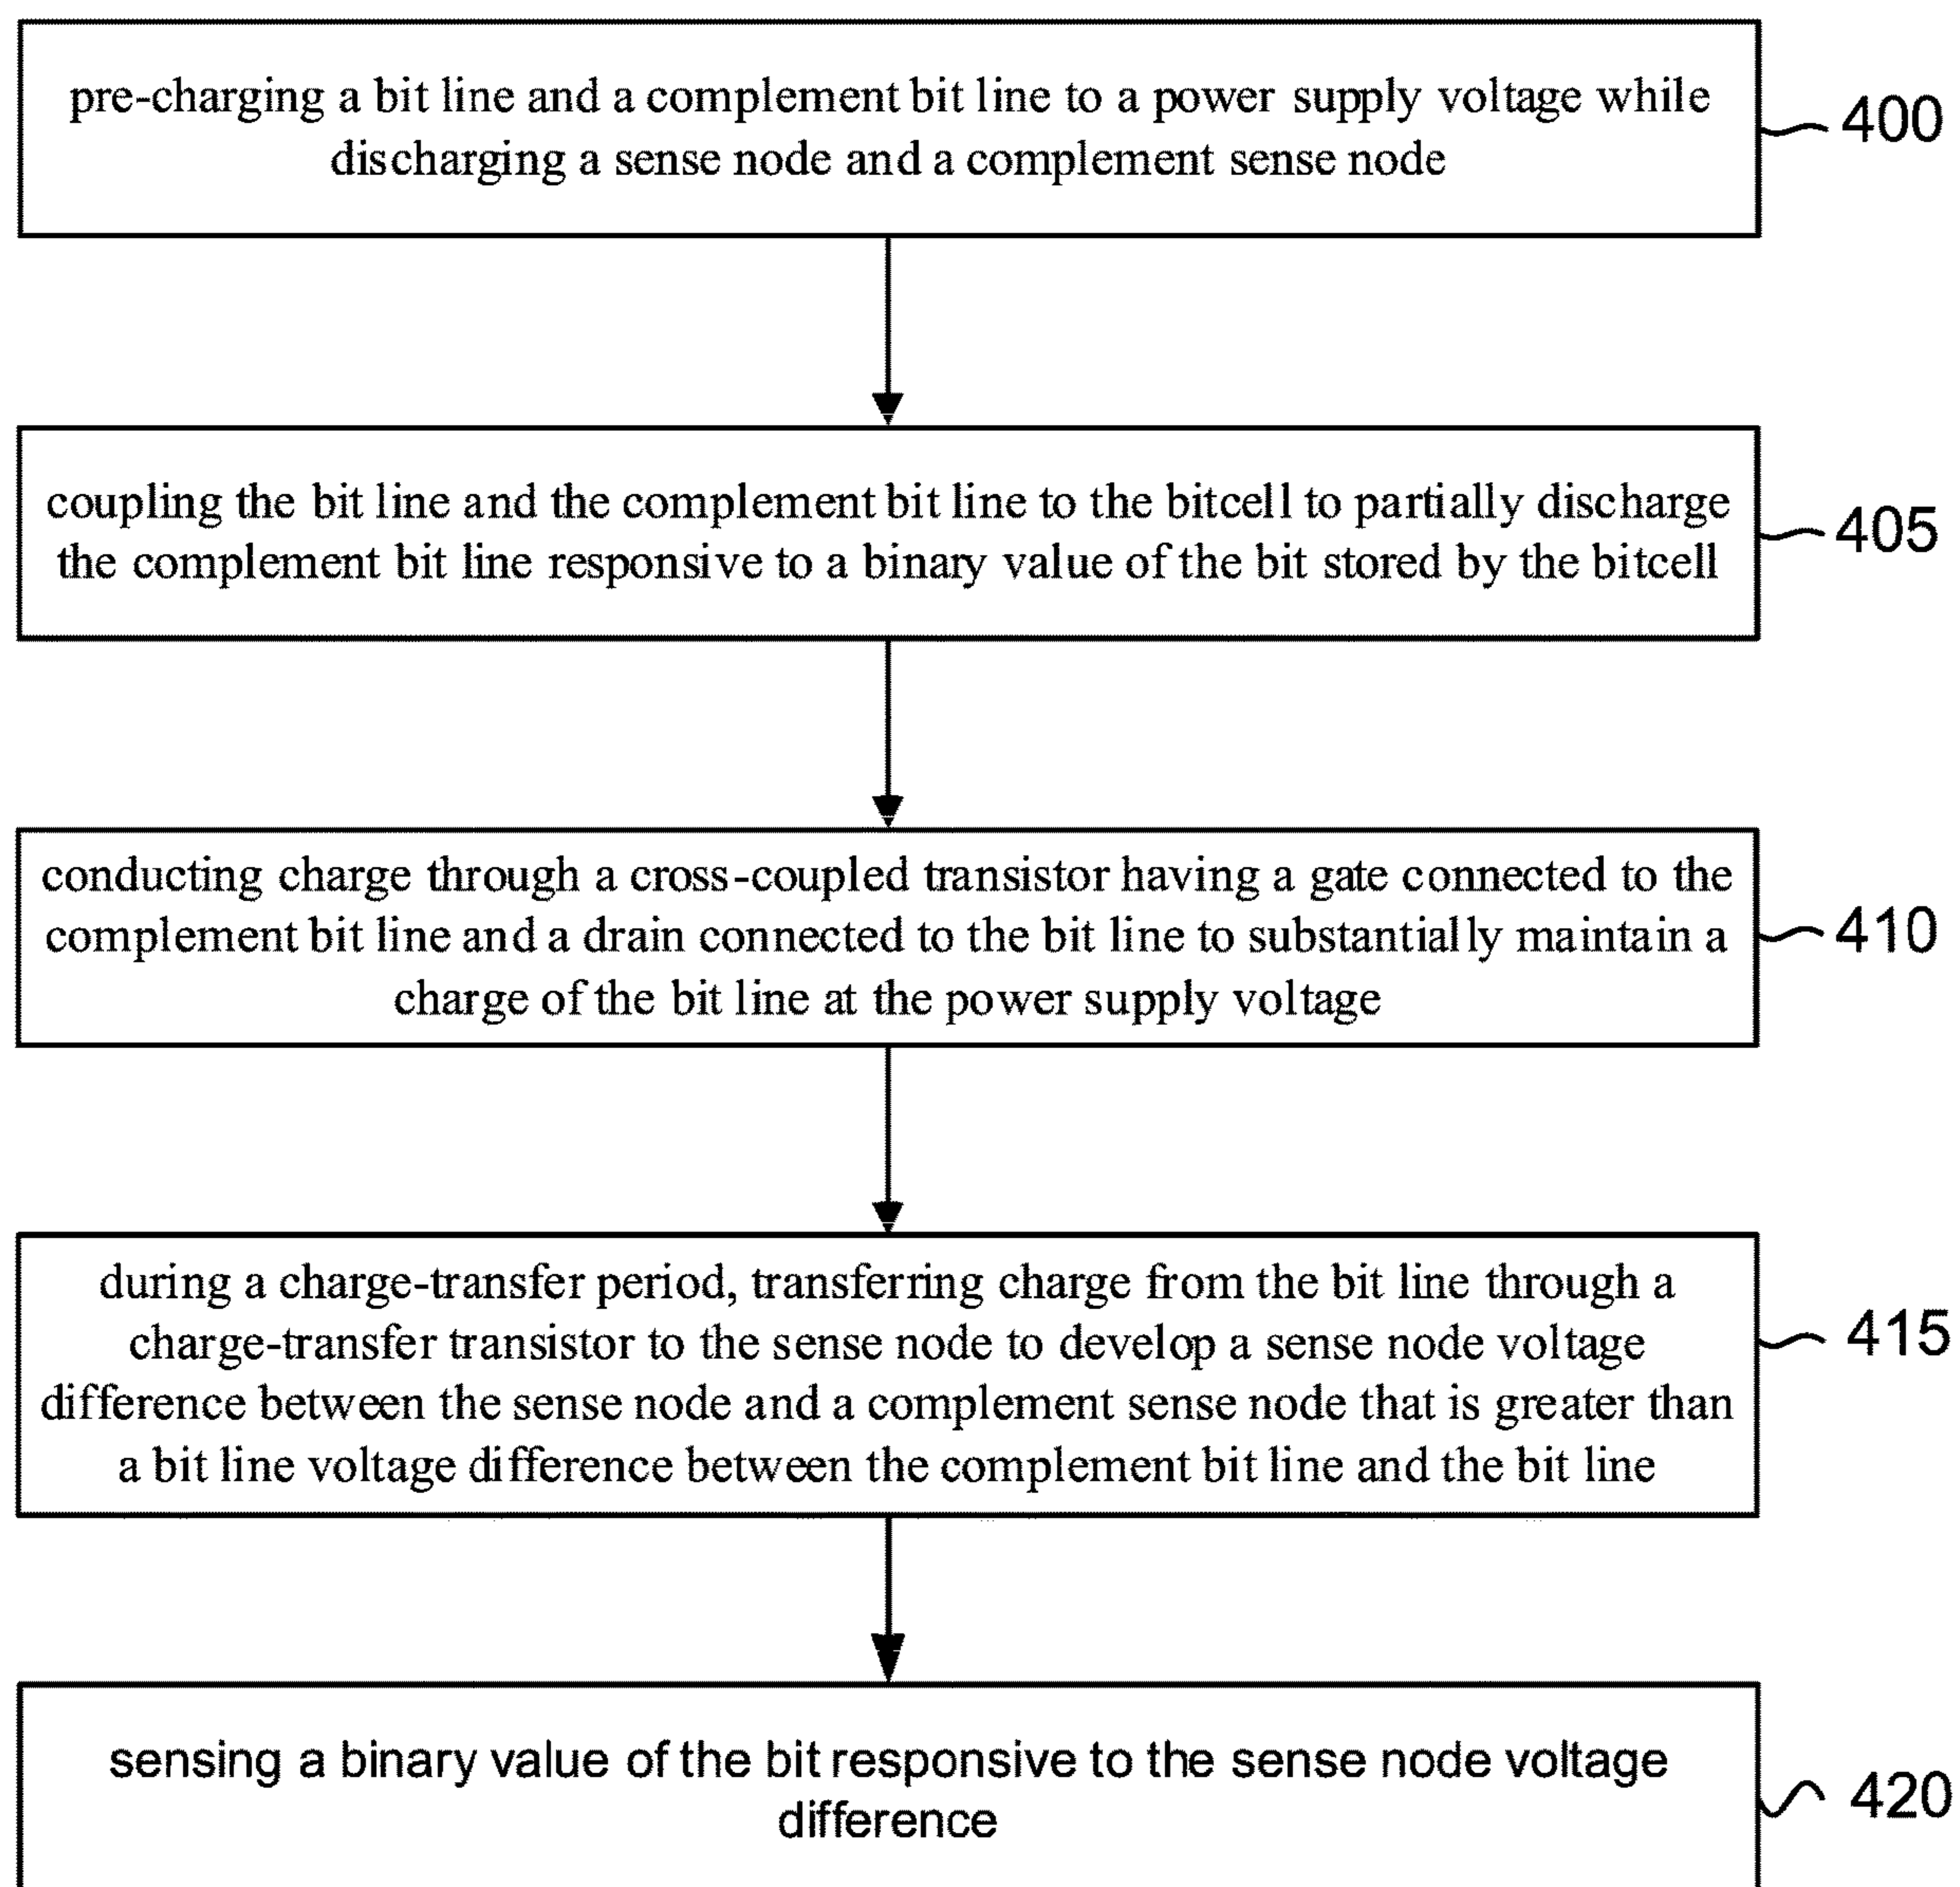 pre-charging a bit line and a complement bit line to a power supply voltage while
discharging a sense node and a complement sense node
400
coupling the bit line and the complement bit line to the bitcell to partially discharge
the complement bit line responsive to a binary value of the bit stored by the bitcell
405
conducting charge through a cross-coupled transistor having a gate connected to the
complement bit line and a drain connected to the bit line to substantially maintain a
charge of the bit line at the power supply voltage
410
during a charge-transfer period, transferring charge from the bit line through a
charge-transfer transistor to the sense node to develop a sense node voltage
difference between the sense node and a complement sense node that is greater than
a bit line voltage difference between the complement bit line and the bit line
415
sensing a binary value of the bit responsive to the sense node voltage
difference
420